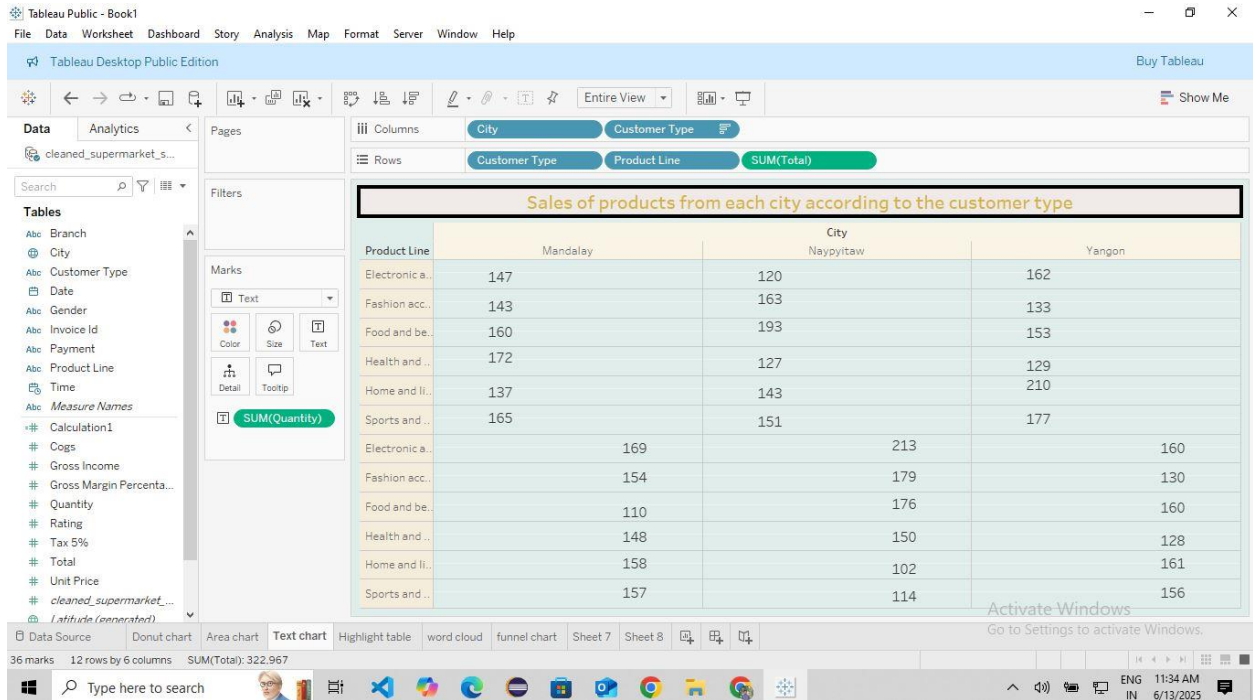 Tableau Public - Book1
File Data Worksheet Dashboard Story Analysis Map Format Server Window Help
Tableau Desktop Public Edition Buy Tableau
Entire View Show Me
Data Analytics Pages iii Columns City Customer Type
cleaned_supermarket_s... Rows Customer Type Product Line SUM(Total)
Search Filters
Sales of products from each city according to the customer type
Tables
City
Product Line Mandalay Naypyitaw Yangon
Electronic a.. 147 120 162
Fashion acc.. 143 163 133
Food and be.. 160 193 153
Health and .. 172 127 129
Home and li.. 137 143 210
Sports and .. 165 151 177
Electronic a.. 169 213 160
Fashion acc.. 154 179 130
Food and be.. 110 176 160
Health and .. 148 150 128
Home and li.. 158 102 161
Sports and .. 157 114 156
Abc Branch
City
Abc Customer Type
Date
Abc Gender
Abc Invoice Id
Abc Payment
Abc Product Line
Time
Abc Measure Names
=# Calculation1
# Cogs
# Gross Income
# Gross Margin Percenta...
# Quantity
# Rating
# Tax 5%
# Total
# Unit Price
# cleaned_supermarket_...
Latitude (generated)
Marks
T Text
Color Size Text
Detail Tooltip
T SUM(Quantity)
Activate Windows
Go to Settings to activate Windows.
Data Source Donut chart Area chart Text chart Highlight table word cloud funnel chart Sheet 7 Sheet 8
36 marks 12 rows by 6 columns SUM(Total): 322,967
Type here to search ENG 11:34 AM
IN 6/13/2025